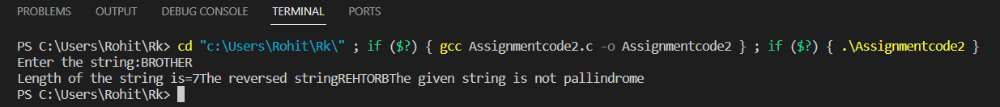 PROBLEMS OUTPUT DEBUG CONSOLE TERMINAL PORTS
PS C:\Users\Rohit\Rk> cd "c:\Users\Rohit\Rk\" ; if ($?) { gcc Assignmentcode2.c -o Assignmentcode2 } ; if ($?) { .\Assignmentcode2 }
Enter the string:BROTHER
Length of the string is=7The reversed stringREHTORBThe given string is not pallindrome
PS C:\Users\Rohit\Rk>